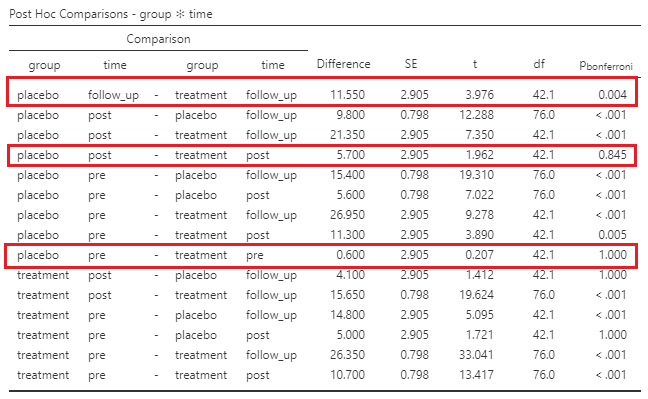 Post Hoc Comparisons - group ✻ time
Comparison
group time group time Difference SE t df pbonferroni
placebo follow_up - treatment follow_up 11.550 2.905 3.976 42.1 0.004
placebo post - placebo follow_up 9.800 0.798 12.288 76.0 < .001
placebo post - treatment follow_up 21.350 2.905 7.350 42.1 < .001
placebo post - treatment post 5.700 2.905 1.962 42.1 0.845
placebo pre - placebo follow_up 15.400 0.798 19.310 76.0 < .001
placebo pre - placebo post 5.600 0.798 7.022 76.0 < .001
placebo pre - treatment follow_up 26.950 2.905 9.278 42.1 < .001
placebo pre - treatment post 11.300 2.905 3.890 42.1 0.005
placebo pre - treatment pre 0.600 2.905 0.207 42.1 1.000
treatment post - placebo follow_up 4.100 2.905 1.412 42.1 1.000
treatment post - treatment follow_up 15.650 0.798 19.624 76.0 < .001
treatment pre - placebo follow_up 14.800 2.905 5.095 42.1 < .001
treatment pre - placebo post 5.000 2.905 1.721 42.1 1.000
treatment pre - treatment follow_up 26.350 0.798 33.041 76.0 < .001
treatment pre - treatment post 10.700 0.798 13.417 76.0 < .001